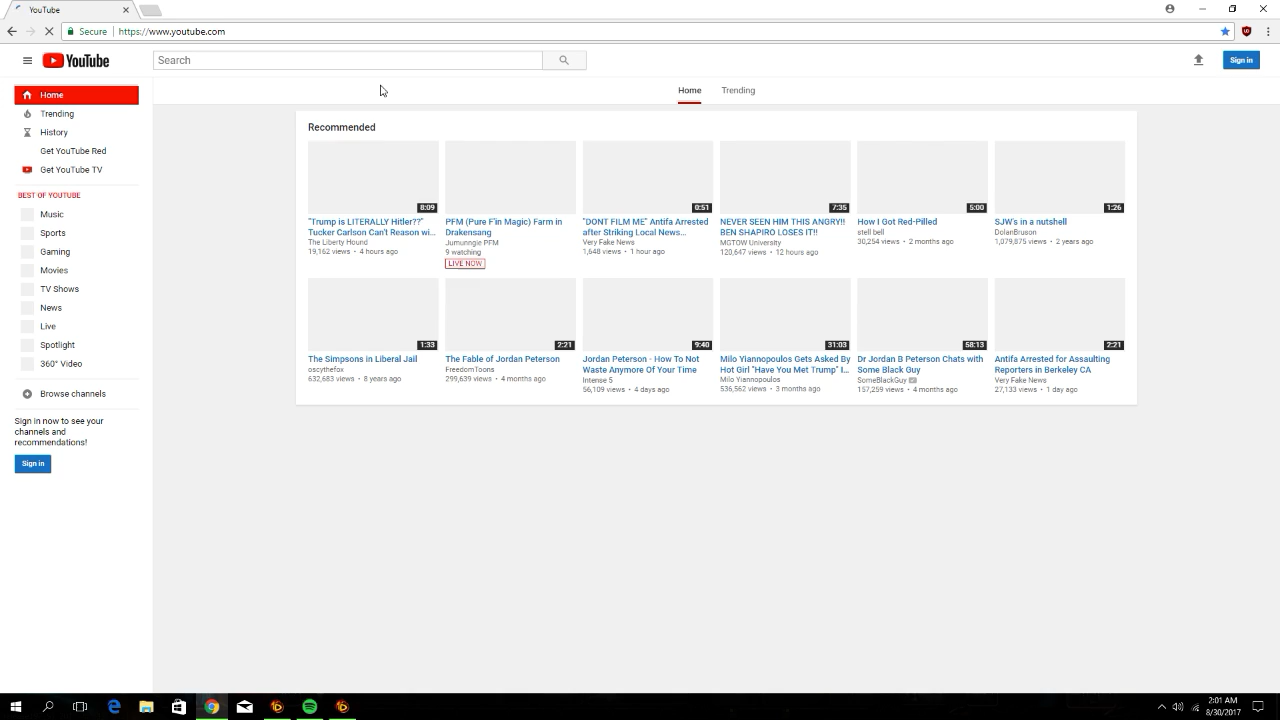 YouTube
Secure
https://www.youtube.com
YouTube
Search
Sign in
Home
Trending
History
Get YouTube Red
Get YouTube TV
BEST OF YOUTUBE
Music
Sports
Gaming
Movies
TV Shows
News
Live
Spotlight
360° Video
Browse channels
Sign in now to see your
channels and
recommendations!
Sign in
Home Trending
Recommended
8:09
"Trump is LITERALLY Hitler??"
Tucker Carlson Can't Reason wi...
The Liberty Hound
19,162 views • 4 hours ago
PFM (Pure F'in Magic) Farm in
Drakensang
Jumunngie PFM
9 watching
LIVE NOW
0:51
"DONT FILM ME" Antifa Arrested
after Striking Local News...
Very Fake News
1,648 views • 1 hour ago
7:35
NEVER SEEN HIM THIS ANGRY!!
BEN SHAPIRO LOSES IT!!
MGTOW University
120,647 views • 12 hours ago
5:00
How I Got Red-Pilled
stell bell
30,254 views • 2 months ago
1:26
SJW's in a nutshell
DolanBruson
1,079,875 views • 2 years ago
1:33
The Simpsons in Liberal Jail
oscythefox
632,683 views • 8 years ago
2:21
The Fable of Jordan Peterson
FreedomToons
299,639 views • 4 months ago
9:40
Jordan Peterson - How To Not
Waste Anymore Of Your Time
Intense 5
56,109 views • 4 days ago
31:03
Milo Yiannopoulos Gets Asked By
Hot Girl "Have You Met Trump" I...
Milo Yiannopoulos
536,562 views • 3 months ago
58:13
Dr Jordan B Peterson Chats with
Some Black Guy
SomeBlackGuy
157,259 views • 4 months ago
2:21
Antifa Arrested for Assaulting
Reporters in Berkeley CA
Very Fake News
27,133 views • 1 day ago
2:01 AM
8/30/2017